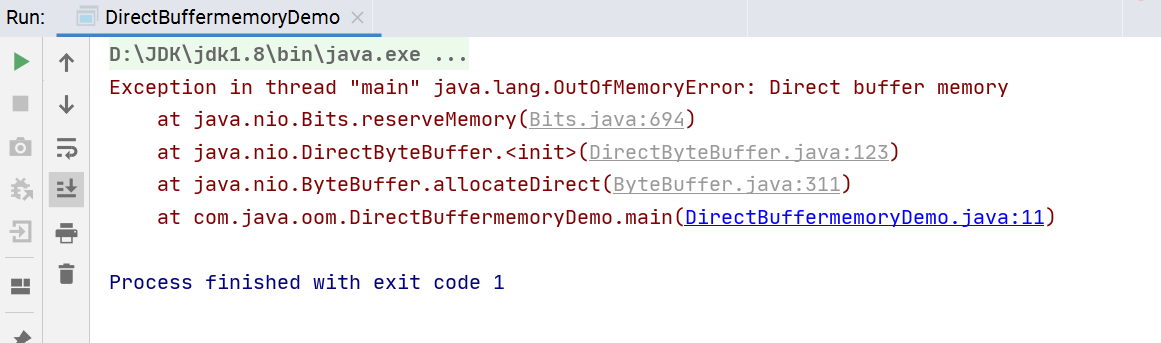 Run: DirectBuffermemoryDemo
D:\JDK\jdk1.8\bin\java.exe ...
Exception in thread "main" java.lang.OutOfMemoryError: Direct buffer memory
at java.nio.Bits.reserveMemory(Bits.java:694)
at java.nio.DirectByteBuffer.<init>(DirectByteBuffer.java:123)
at java.nio.ByteBuffer.allocateDirect(ByteBuffer.java:311)
at com.java.oom.DirectBuffermemoryDemo.main(DirectBuffermemoryDemo.java:11)
Process finished with exit code 1